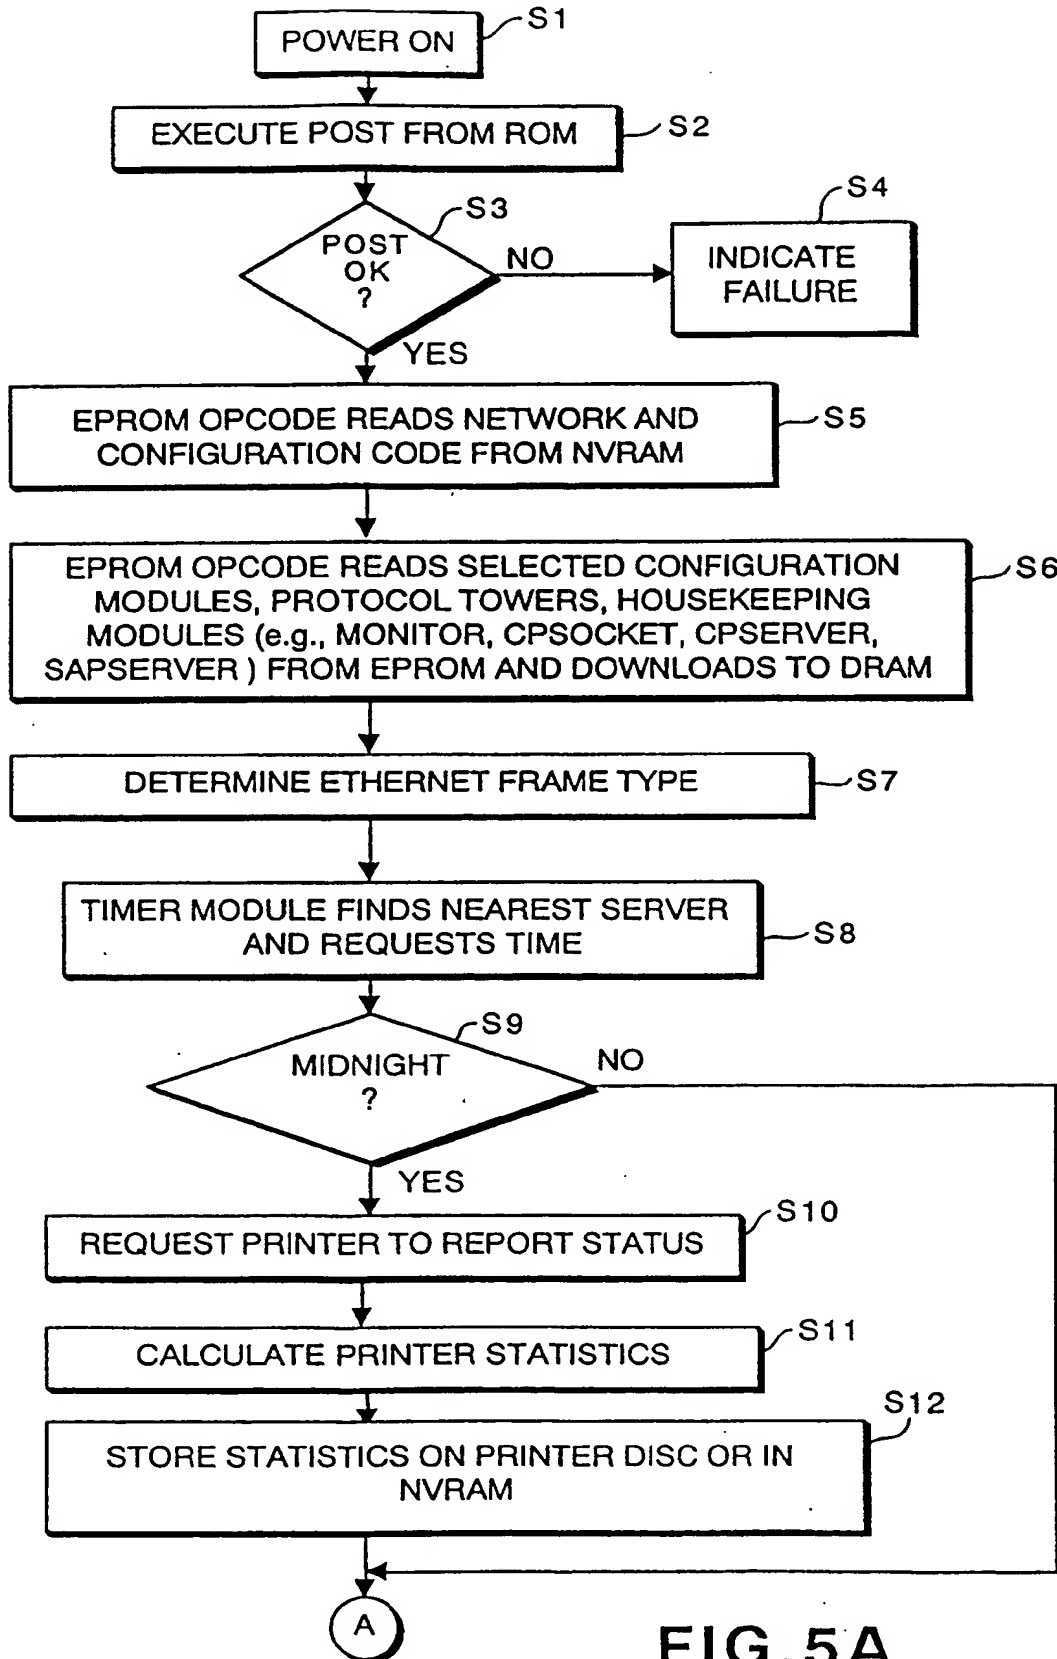 POWER ON
S1
EXECUTE POST FROM ROM
S2
POST
OK
?
S3
NO
S4
INDICATE
FAILURE
YES
EPROM OPCODE READS NETWORK AND
CONFIGURATION CODE FROM NVRAM
S5
EPROM OPCODE READS SELECTED CONFIGURATION
MODULES, PROTOCOL TOWERS, HOUSEKEEPING
MODULES (e.g., MONITOR, CPSOCKET, CPSERVER,
SAPSERVER ) FROM EPROM AND DOWNLOADS TO DRAM
S6
DETERMINE ETHERNET FRAME TYPE
S7
TIMER MODULE FINDS NEAREST SERVER
AND REQUESTS TIME
S8
MIDNIGHT
?
S9
NO
YES
REQUEST PRINTER TO REPORT STATUS
S10
CALCULATE PRINTER STATISTICS
S11
STORE STATISTICS ON PRINTER DISC OR IN
NVRAM
S12
A
FIG.5A